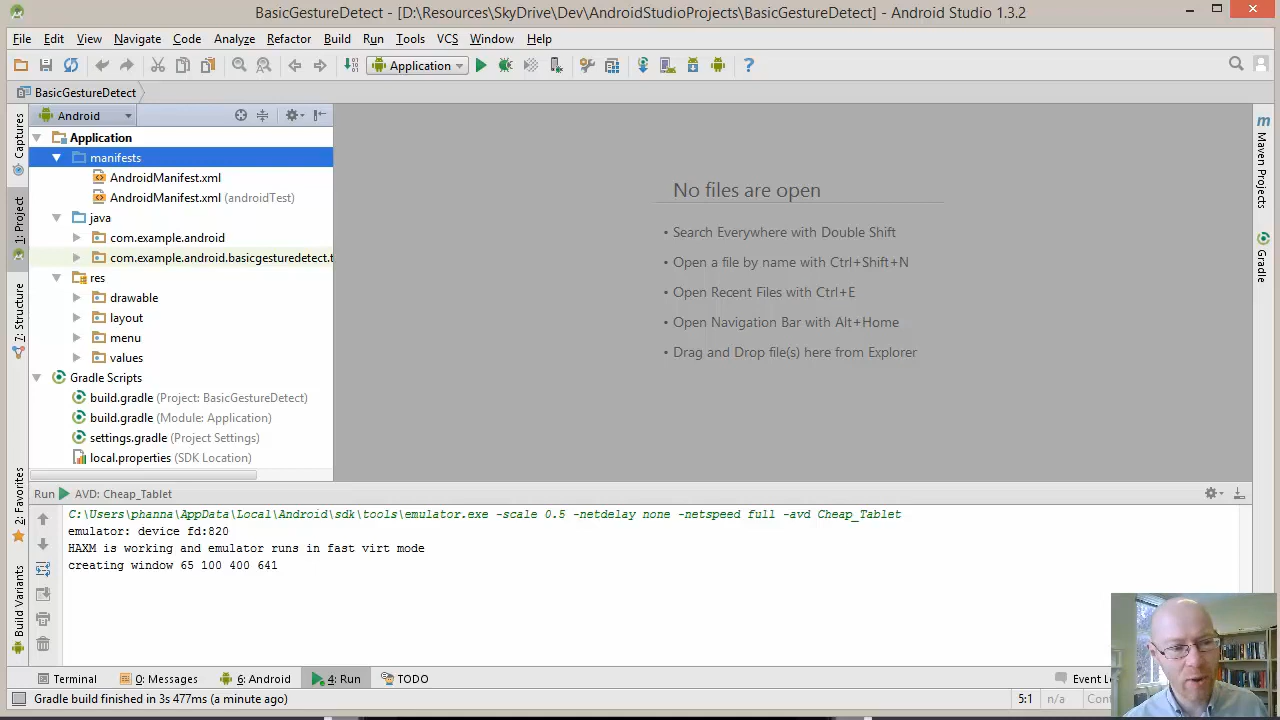 BasicGestureDetect - [D:\Resources\SkyDrive\Dev\AndroidStudioProjects\BasicGestureDetect] - Android Studio 1.3.2
File Edit View Navigate Code Analyze Refactor Build Run Tools VCS Window Help
Application
BasicGestureDetect
Android
Captures
1: Project
7: Structure
2: Favorites
Build Variants
Application
manifests
AndroidManifest.xml
AndroidManifest.xml (androidTest)
java
com.example.android
com.example.android.basicgesturedetect.t
res
drawable
layout
menu
values
Gradle Scripts
build.gradle (Project: BasicGestureDetect)
build.gradle (Module: Application)
settings.gradle (Project Settings)
local.properties (SDK Location)
No files are open
• Search Everywhere with Double Shift
• Open a file by name with Ctrl+Shift+N
• Open Recent Files with Ctrl+E
• Open Navigation Bar with Alt+Home
• Drag and Drop file(s) here from Explorer
m
Maven Projects
Gradle
Run AVD: Cheap_Tablet
C:\Users\phanna\AppData\Local\Android\sdk\tools\emulator.exe -scale 0.5 -netdelay none -netspeed full -avd Cheap_Tablet
emulator: device fd:820
HAXM is working and emulator runs in fast virt mode
creating window 65 100 400 641
Terminal 0: Messages 6: Android 4: Run TODO Event Lo
Gradle build finished in 3s 477ms (a minute ago) 5:1 n/a Cont